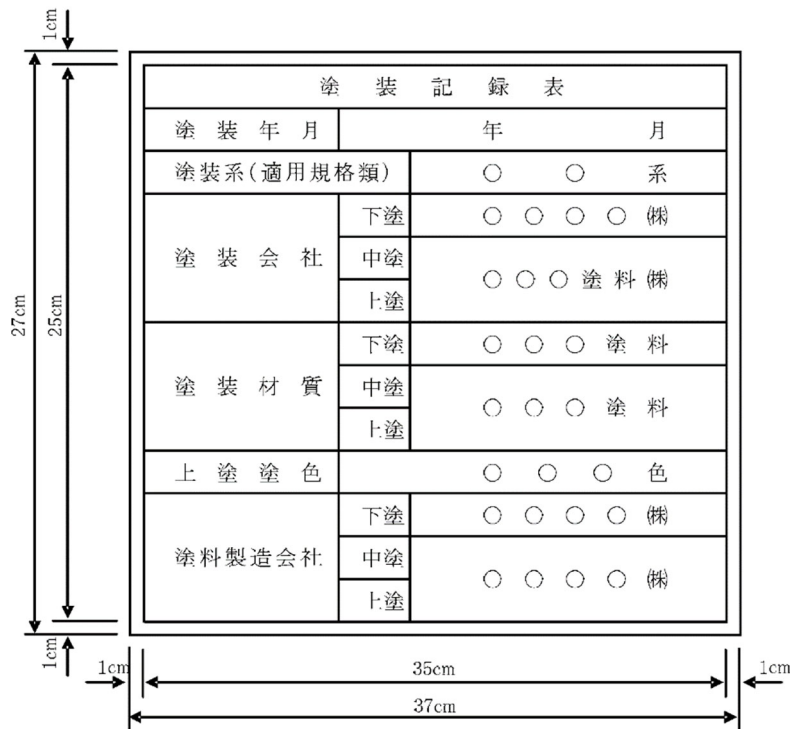 1cm
塗装記録表
塗装年月 年 月
塗装系(適用規格類) ○ ○ 系
塗装会社 下塗 ○○○○㈱
中塗
上塗
○○○塗料㈱
塗装材質 下塗 ○○○塗料
中塗
上塗
○○○塗料
上塗塗色 ○○○色
塗料製造会社 下塗 ○○○○㈱
中塗
上塗
○○○○㈱
27cm
25cm
1cm
1cm 35cm 1cm
37cm